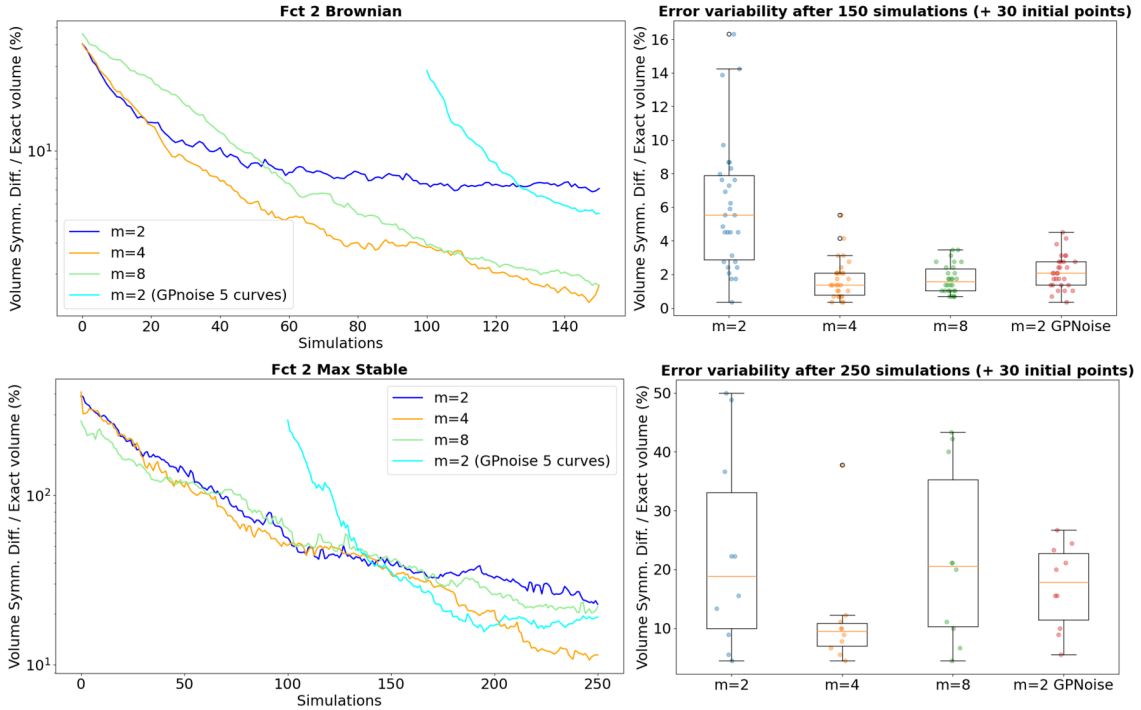 Fct 2 Brownian
Volume Symm. Diff. / Exact volume (%)
10¹
m=2
m=4
m=8
m=2 (GPnoise 5 curves)
0 20 40 60 80 100 120 140
Simulations
Error variability after 150 simulations (+ 30 initial points)
Volume Symm. Diff. / Exact volume (%)
16
14
12
10
8
6
4
2
0
m=2 m=4 m=8 m=2 GPNoise
Fct 2 Max Stable
Volume Symm. Diff. / Exact volume (%)
10²
10¹
m=2
m=4
m=8
m=2 (GPnoise 5 curves)
0 50 100 150 200 250
Simulations
Error variability after 250 simulations (+ 30 initial points)
Volume Symm. Diff. / Exact volume (%)
50
40
30
20
10
m=2 m=4 m=8 m=2 GPNoise